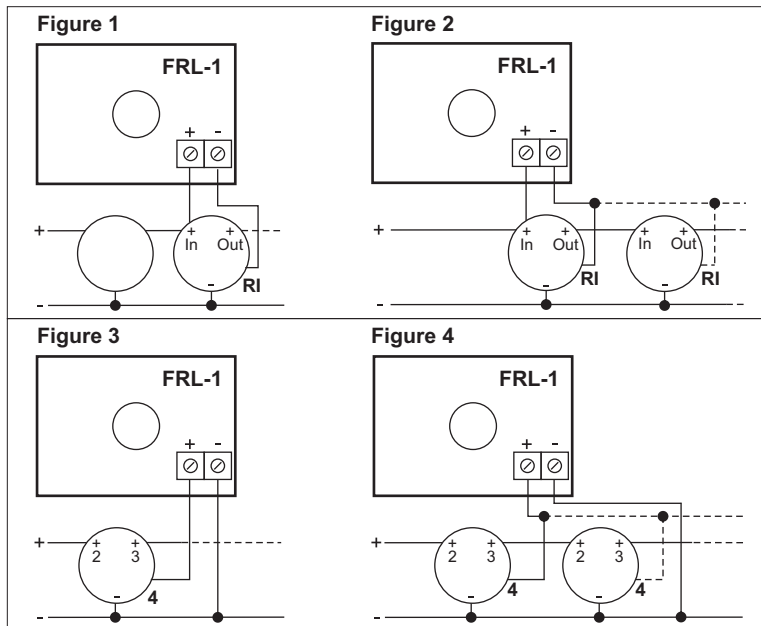 Figure 1
FRL-1
+ -
+ + +
In Out
- RI
-
Figure 2
FRL-1
+ -
+ + + + +
In Out In Out
- RI - RI
-
Figure 3
FRL-1
+ -
+ + +
2 3
- 4
-
Figure 4
FRL-1
+ -
+ + + + +
2 3 2 3
- 4 - 4
-